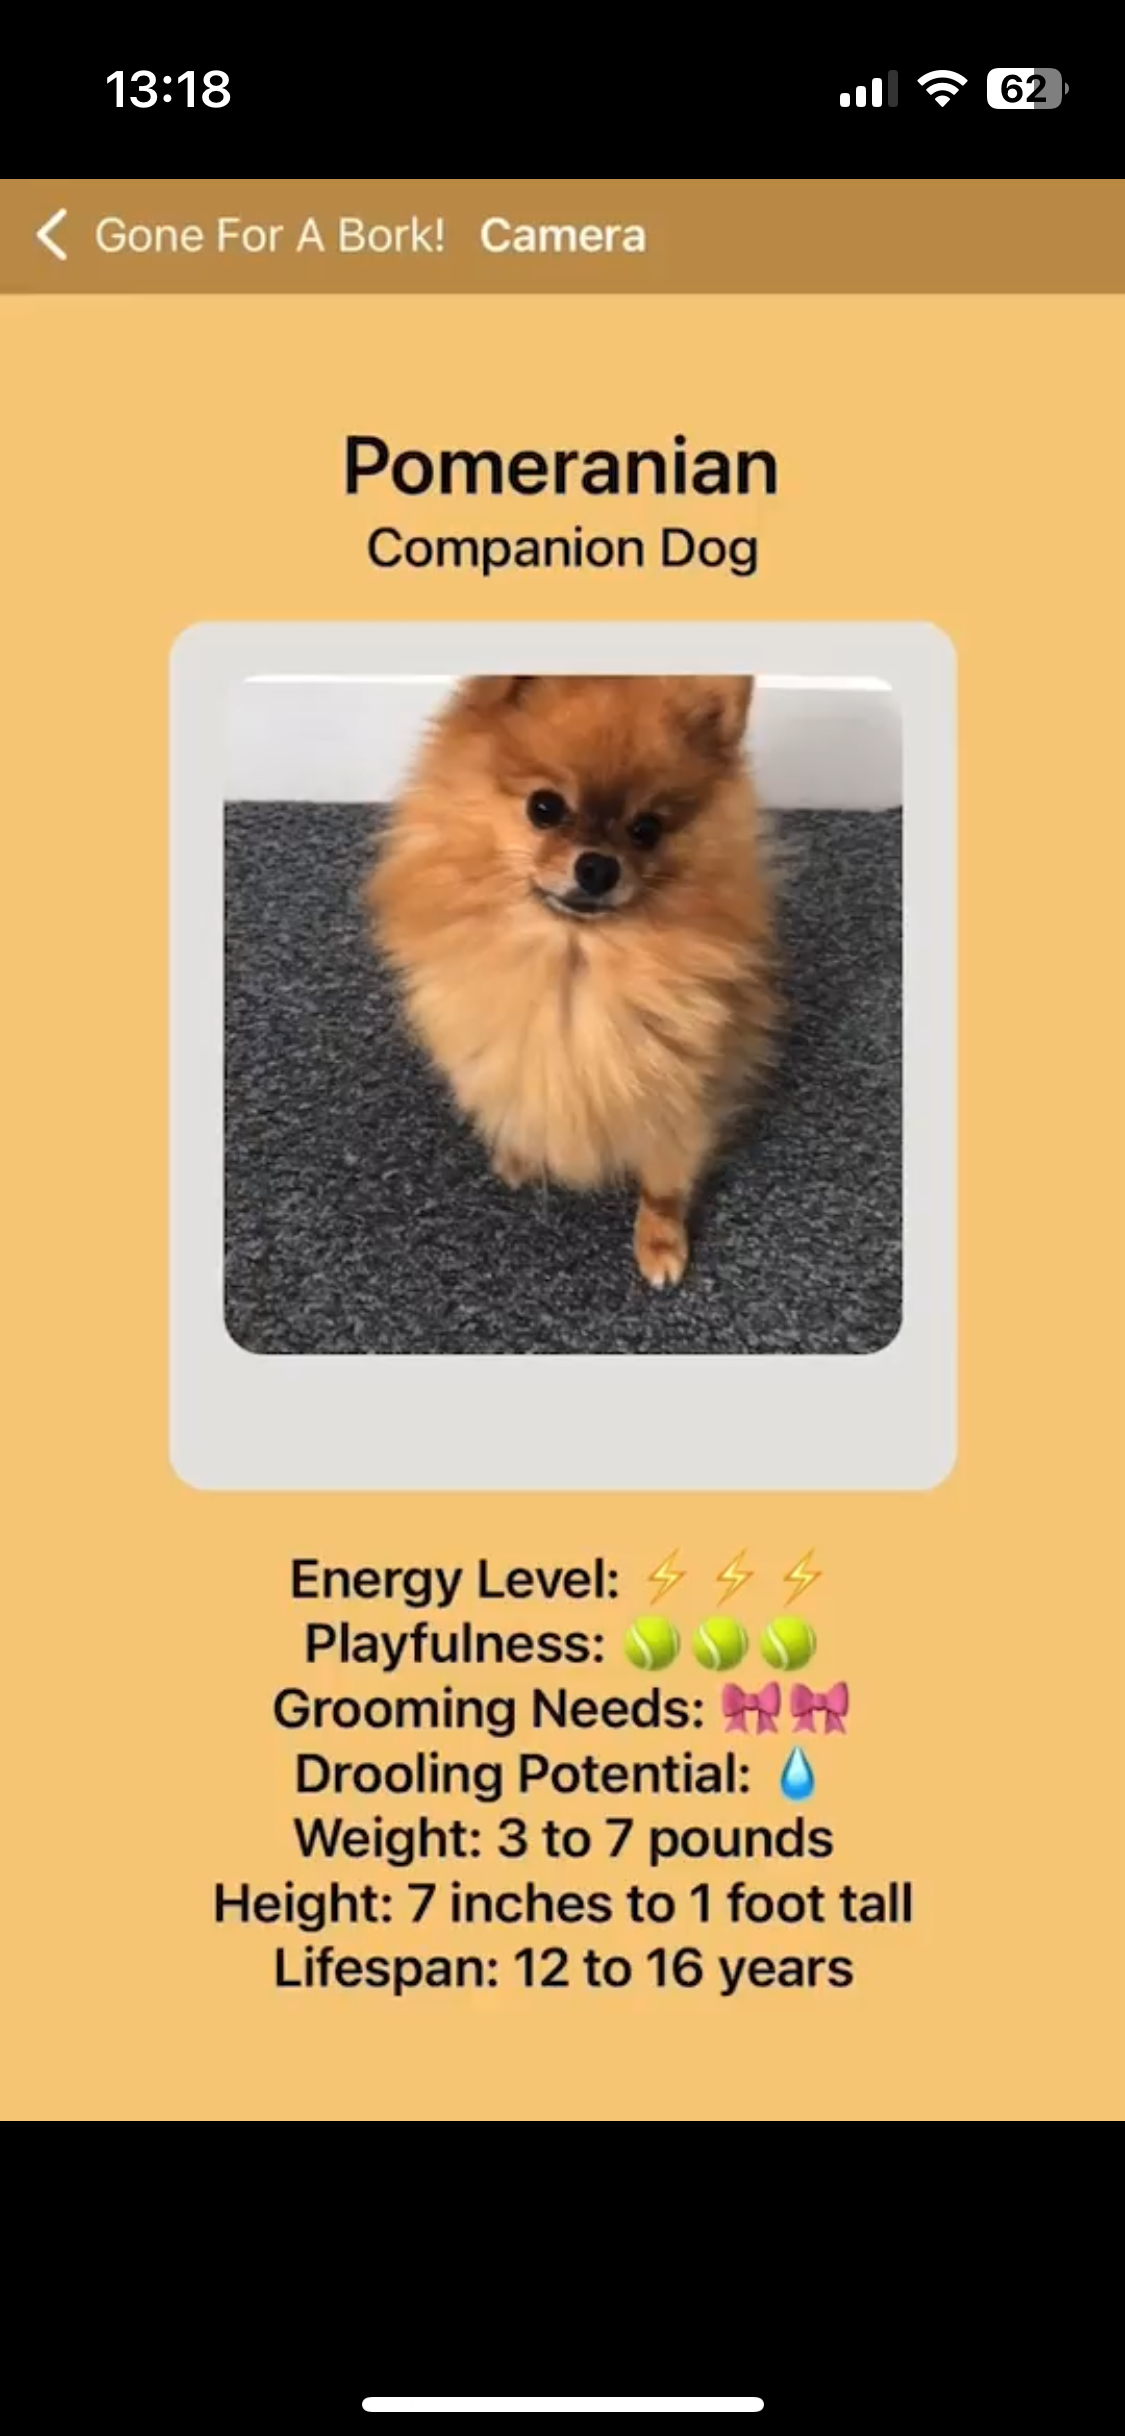 13:18
62
Gone For A Bork! Camera
Pomeranian
Companion Dog
Energy Level: ⚡⚡⚡
Playfulness: 🎾🎾🎾
Grooming Needs: 🎀🎀
Drooling Potential: 💧
Weight: 3 to 7 pounds
Height: 7 inches to 1 foot tall
Lifespan: 12 to 16 years